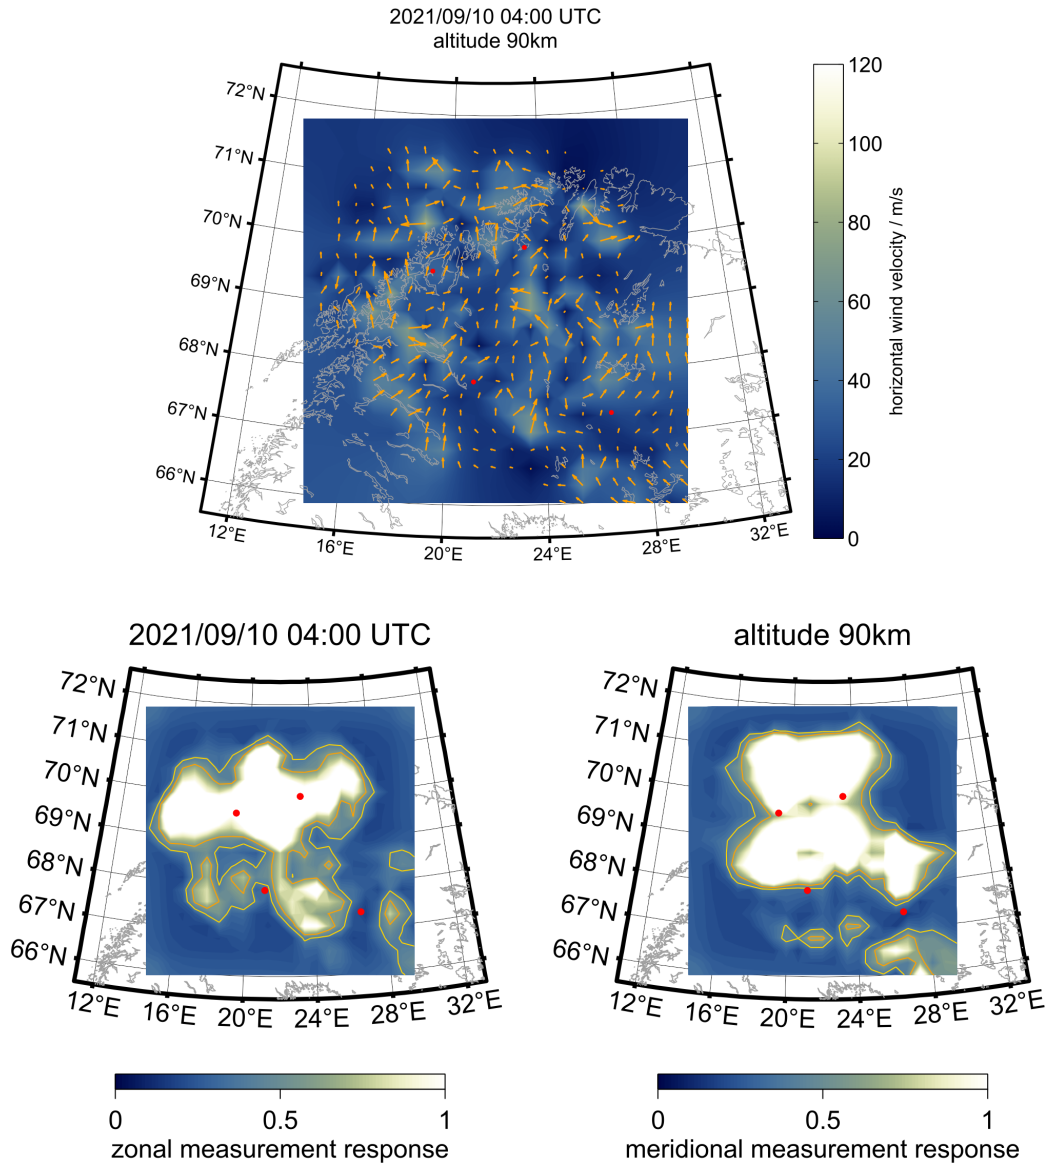 2021/09/10 04:00 UTC
altitude 90km
72°N
71°N
70°N
69°N
68°N
67°N
66°N
12°E
16°E
20°E
24°E
28°E
32°E
120
100
80
60
40
20
0
horizontal wind velocity / m/s
2021/09/10 04:00 UTC
72°N
71°N
70°N
69°N
68°N
67°N
66°N
12°E
16°E
20°E
24°E
28°E
32°E
0
0.5
1
zonal measurement response
altitude 90km
72°N
71°N
70°N
69°N
68°N
67°N
66°N
12°E
16°E
20°E
24°E
28°E
32°E
0
0.5
1
meridional measurement response